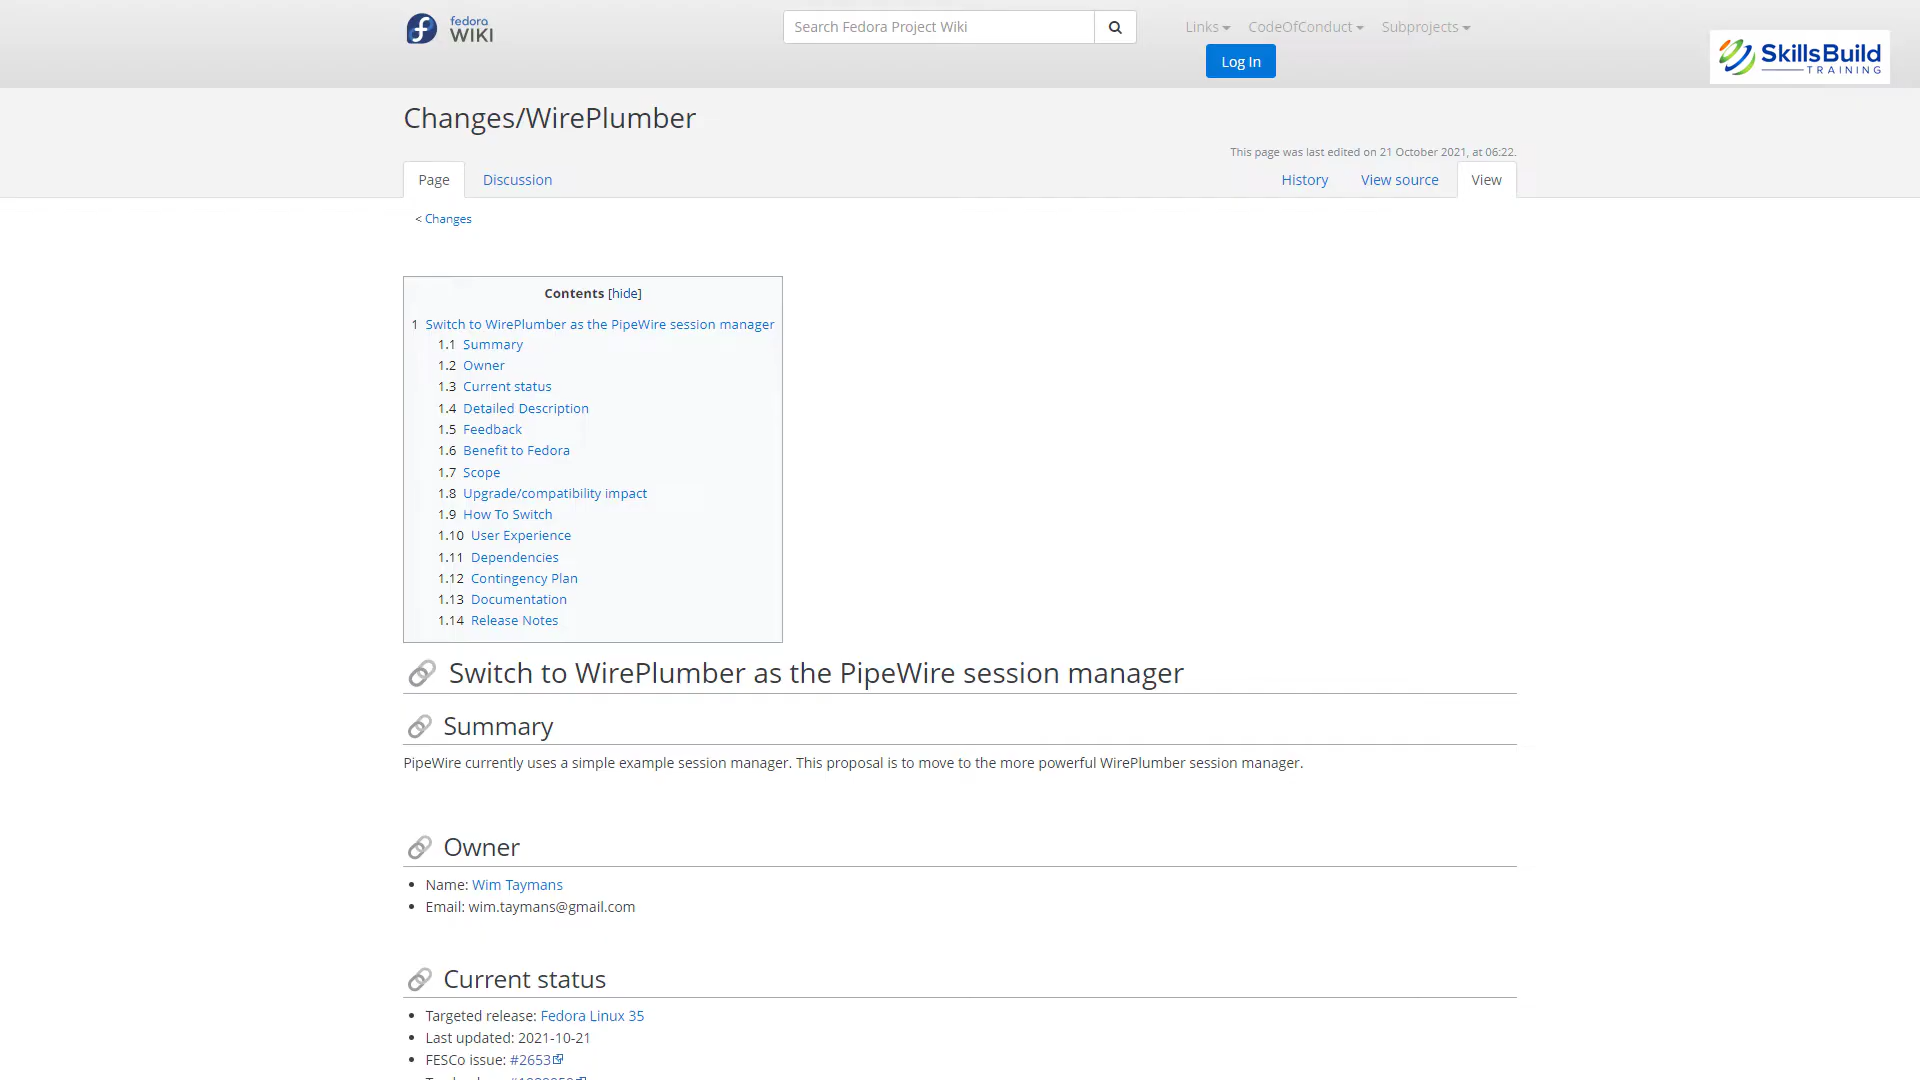 fedora
WIKI
Search Fedora Project Wiki
Links
CodeOfConduct
Subprojects
Log In
SkillsBuild
TRAINING
Changes/WirePlumber
This page was last edited on 21 October 2021, at 06:22.
Page
Discussion
History
View source
View
< Changes
Contents [hide]
1 Switch to WirePlumber as the PipeWire session manager
1.1 Summary
1.2 Owner
1.3 Current status
1.4 Detailed Description
1.5 Feedback
1.6 Benefit to Fedora
1.7 Scope
1.8 Upgrade/compatibility impact
1.9 How To Switch
1.10 User Experience
1.11 Dependencies
1.12 Contingency Plan
1.13 Documentation
1.14 Release Notes
Switch to WirePlumber as the PipeWire session manager
Summary
PipeWire currently uses a simple example session manager. This proposal is to move to the more powerful WirePlumber session manager.
Owner
Name: Wim Taymans
Email: wim.taymans@gmail.com
Current status
Targeted release: Fedora Linux 35
Last updated: 2021-10-21
FESCo issue: #2653